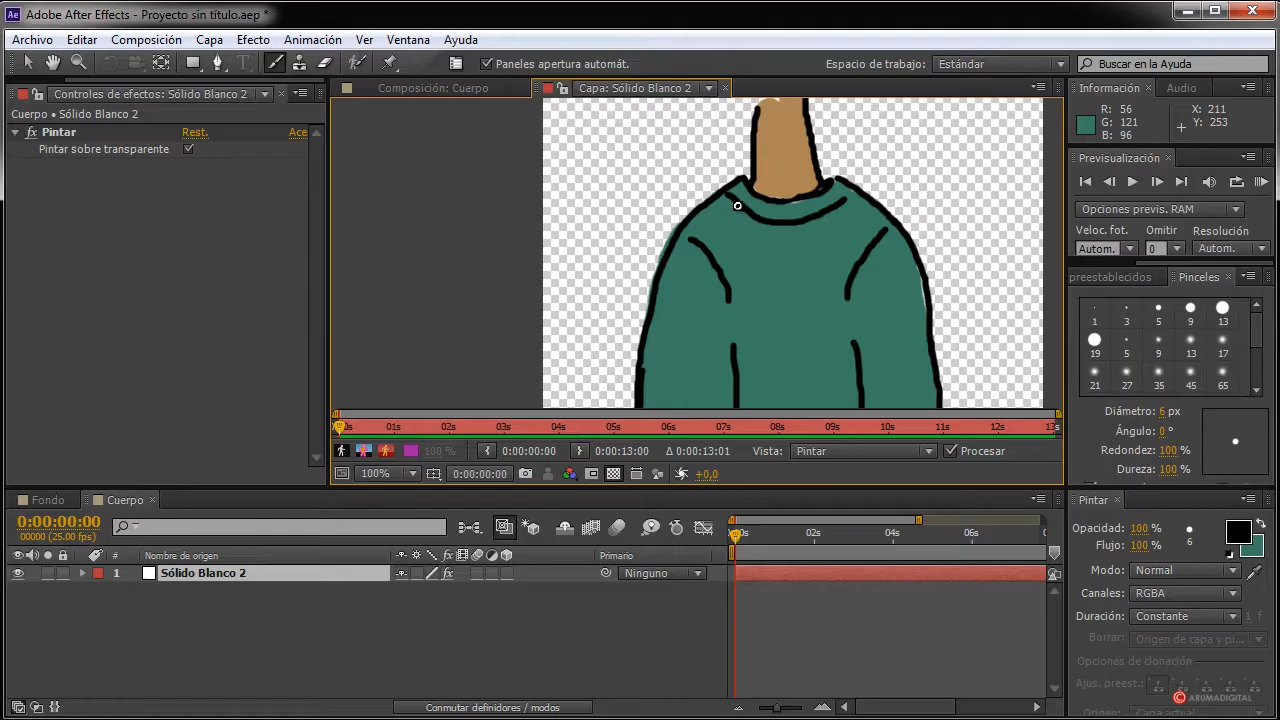 Adobe After Effects - Proyecto sin título.aep *
Archivo Editar Composición Capa Efecto Animación Ver Ventana Ayuda
Paneles apertura automát.
Espacio de trabajo: Estándar
Buscar en la Ayuda
Controles de efectos: Sólido Blanco 2
Composición: Cuerpo
Capa: Sólido Blanco 2
Información Audio
Cuerpo • Sólido Blanco 2
Pintar Rest. Ace
Pintar sobre transparente
R: 56 X: 211
G: 121 Y: 253
B: 96
Previsualización
Opciones previs. RAM
Veloc. fot. Omitir Resolución
Autom. 0 Autom.
preestablecidos Pinceles
1 3 5 9 13
19 5 9 13 17
21 27 35 45 65
Diámetro: 6 px
Ángulo: 0 °
Redondez: 100 %
Dureza: 100 %
01s 02s 03s 04s 05s 06s 07s 08s 09s 10s 11s 12s 13s
100 % 0:00:00:00 0:00:13:00 Δ 0:00:13:01 Vista: Pintar Procesar
100% 0:00:00:00 +0,0
Fondo Cuerpo
0:00:00:00
00000 (25.00 fps)
# Nombre de origen Primario
1 Sólido Blanco 2 Ninguno
02s 04s 06s
Conmutar definidores / modos
Pintar
Opacidad: 100 %
Flujo: 100 % 6
Modo: Normal
Canales: RGBA
Duración: Constante 1 f
Borrar: Origen de capa y pi...
Opciones de clonación
Ajus. preest.:
© ARUMADIGITAL
Origen: Capa actual